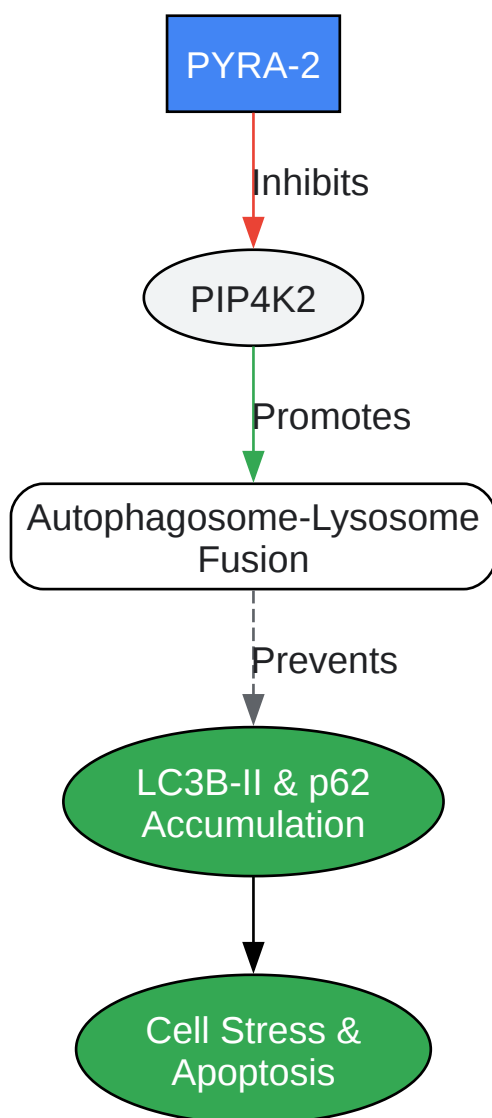 PYRA-2
Inhibits
PIP4K2
Promotes
Autophagosome-Lysosome
Fusion
Prevents
LC3B-II & p62
Accumulation
Cell Stress &
Apoptosis